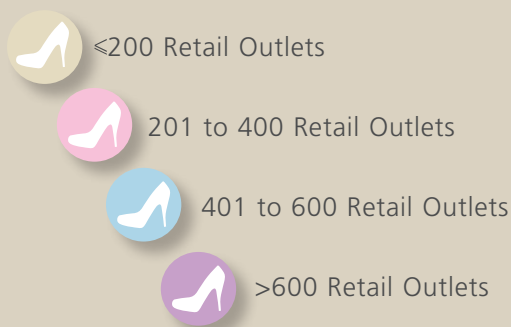 ⩽200 Retail Outlets
201 to 400 Retail Outlets
401 to 600 Retail Outlets
>600 Retail Outlets